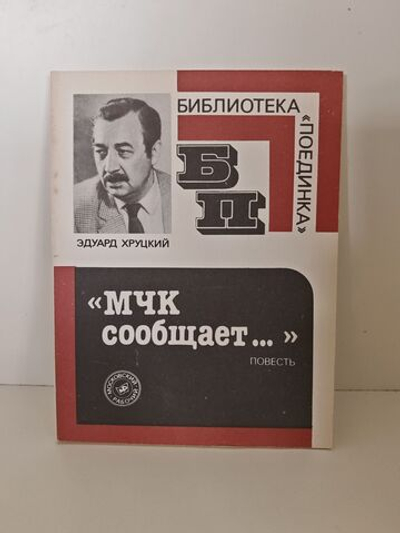 БИБЛИОТЕКА
«ПОЕДИНКА»
БП
ЭДУАРД ХРУЦКИЙ
«МЧК
сообщает... »
ПОВЕСТЬ
МОСКОВСКИЙ
РАБОЧИЙ